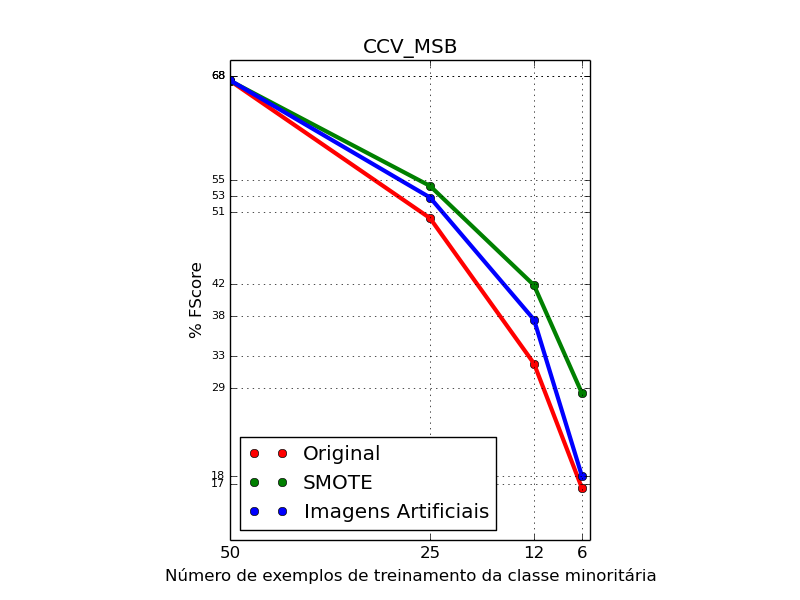 CCV_MSB
68
55
53
51
42
38
33
29
18
17
% FScore
Original
SMOTE
Imagens Artificiais
50 25 12 6
Número de exemplos de treinamento da classe minoritária